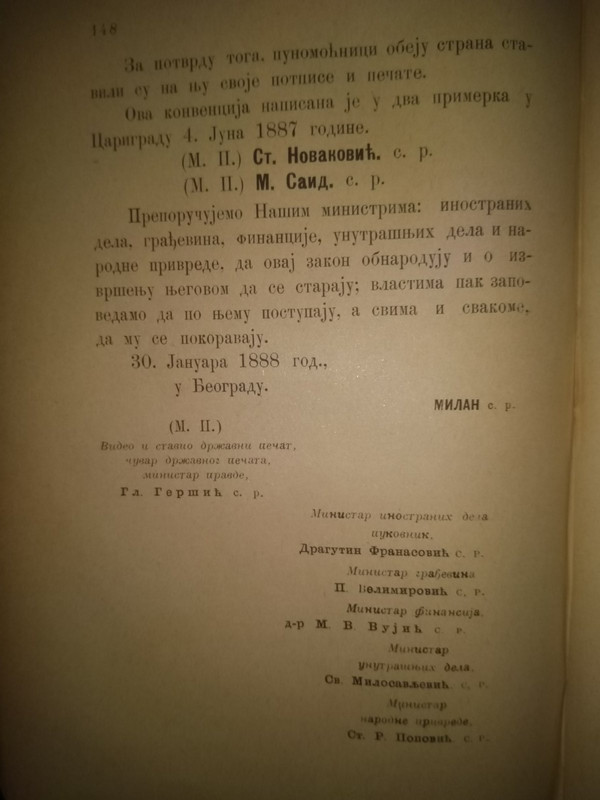 148
За потврду тога, пуномоћници обеју страна ста-
вили су на њу своје потписе и печате.
Ова конвенција написана је у два примерка у
Цариграду 4. Јуна 1887 године.
(М. П.) Ст. Новаковић. с. р.
(М. П.) М. Саид. с. р.
Препоручујемо Нашим министрима: иностраних
дела, грађевина, финанције, унутрашњих дела и на-
родне привреде, да овај закон обнародују и о из-
вршењу његовом да се старају; властима пак запо-
ведамо да по њему поступају, а свима и свакоме,
да му се покоравају.
30. Јануара 1888 год.,
у Београду.
МИЛАН с. р.
(М. П.)
Видео и ставио државни печат,
чувар државног печата,
министар правде,
Гл. Гершић с. р.
Министар иностраних дела
пуковник,
Драгутин Франасовић с. р.
Министар грађевина
П. Велимировић с. р.
Министар финансија,
д-р М. В. Вујић с. р.
Министар
унутрашњих дела,
Св. Милосављевић с. р.
Министар
народне привреде,
Ст. Р. Поповић с. р.